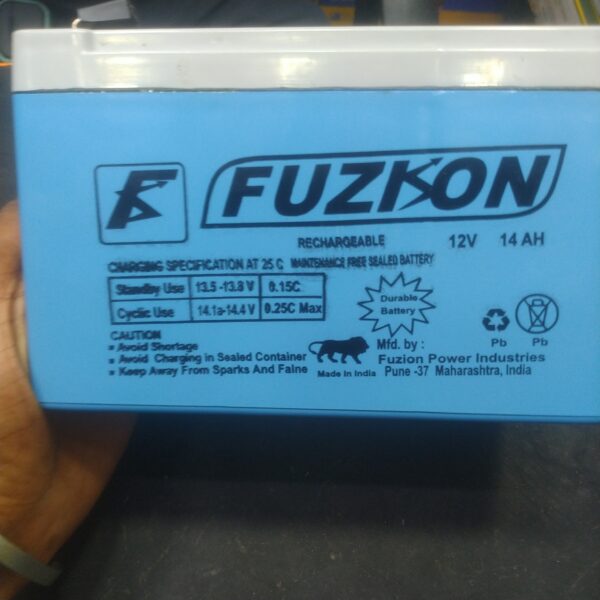 FUZION
RECHARGEABLE 12V 14 AH
CHARGING SPECIFICATION AT 25 C MAINTENANCE FREE SEALED BATTERY
Standby Use 13.5 -13.8 V 0.15C
Cyclic Use 14.1a-14.4 V 0.25C Max
Durable
Battery
CAUTION
• Avoid Shortage
• Avoid Charging in Sealed Container
• Keep Away From Sparks And Falne
Made In India
Mfd. by :
Fuzion Power Industries
Pune -37 Maharashtra, India
Pb Pb